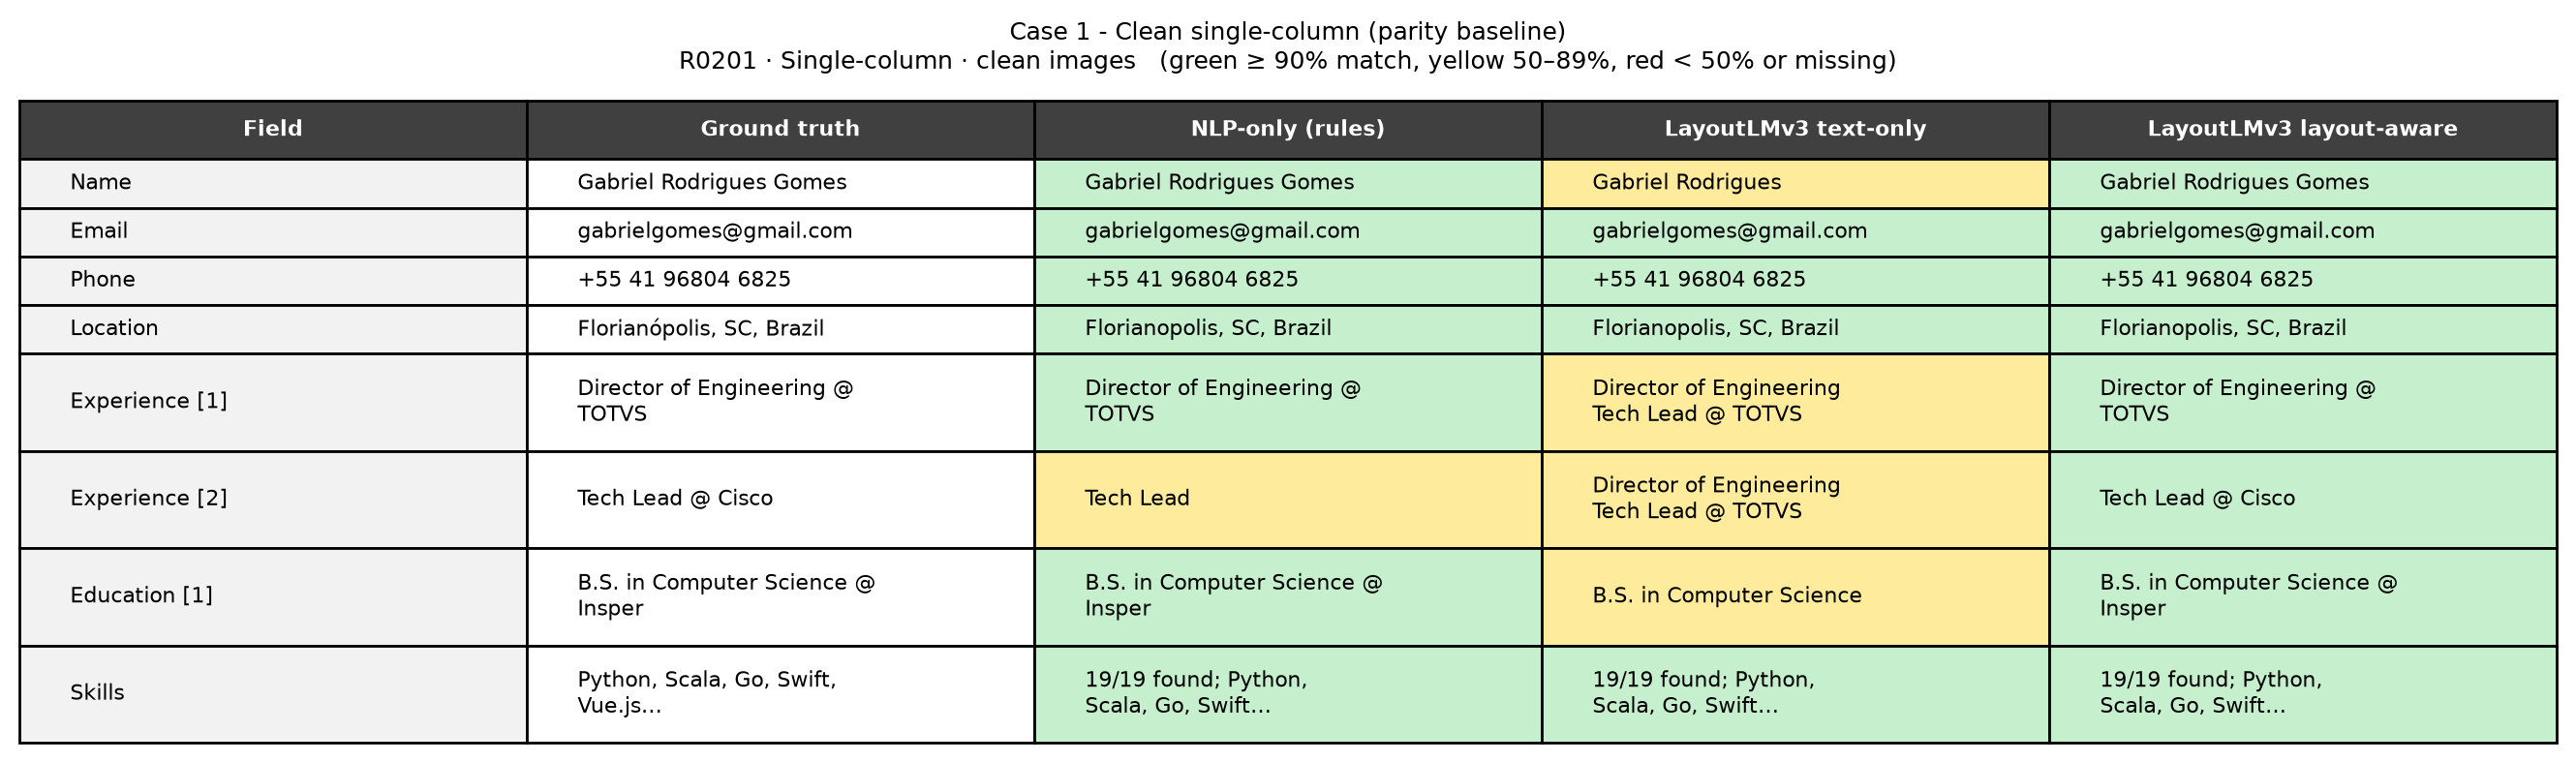 Case 1 - Clean single-column (parity baseline)
R0201 · Single-column · clean images   (green ≥ 90% match, yellow 50–89%, red < 50% or missing)
Field	Ground truth	NLP-only (rules)	LayoutLMv3 text-only	LayoutLMv3 layout-aware
Name	Gabriel Rodrigues Gomes	Gabriel Rodrigues Gomes	Gabriel Rodrigues	Gabriel Rodrigues Gomes
Email	gabrielgomes@gmail.com	gabrielgomes@gmail.com	gabrielgomes@gmail.com	gabrielgomes@gmail.com
Phone	+55 41 96804 6825	+55 41 96804 6825	+55 41 96804 6825	+55 41 96804 6825
Location	Florianópolis, SC, Brazil	Florianopolis, SC, Brazil	Florianopolis, SC, Brazil	Florianopolis, SC, Brazil
Experience [1]	Director of Engineering @	Director of Engineering @	Director of Engineering	Director of Engineering @
TOTVS	TOTVS	Tech Lead @ TOTVS	TOTVS
Experience [2]	Tech Lead @ Cisco	Tech Lead	Director of Engineering	Tech Lead @ Cisco
Tech Lead @ TOTVS
Education [1]	B.S. in Computer Science @	B.S. in Computer Science @	B.S. in Computer Science	B.S. in Computer Science @
Insper	Insper	Insper
Skills	Python, Scala, Go, Swift,	19/19 found; Python,	19/19 found; Python,	19/19 found; Python,
Vue.js…	Scala, Go, Swift…	Scala, Go, Swift…	Scala, Go, Swift…